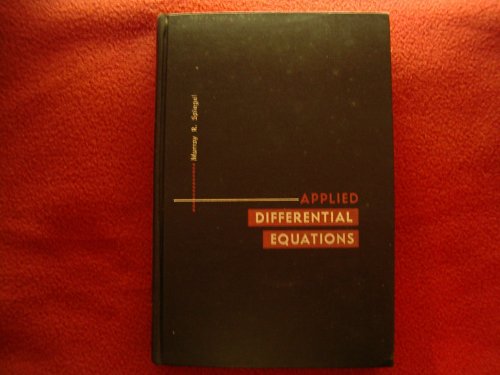 Murray R. Spiegel
APPLIED
DIFFERENTIAL
EQUATIONS